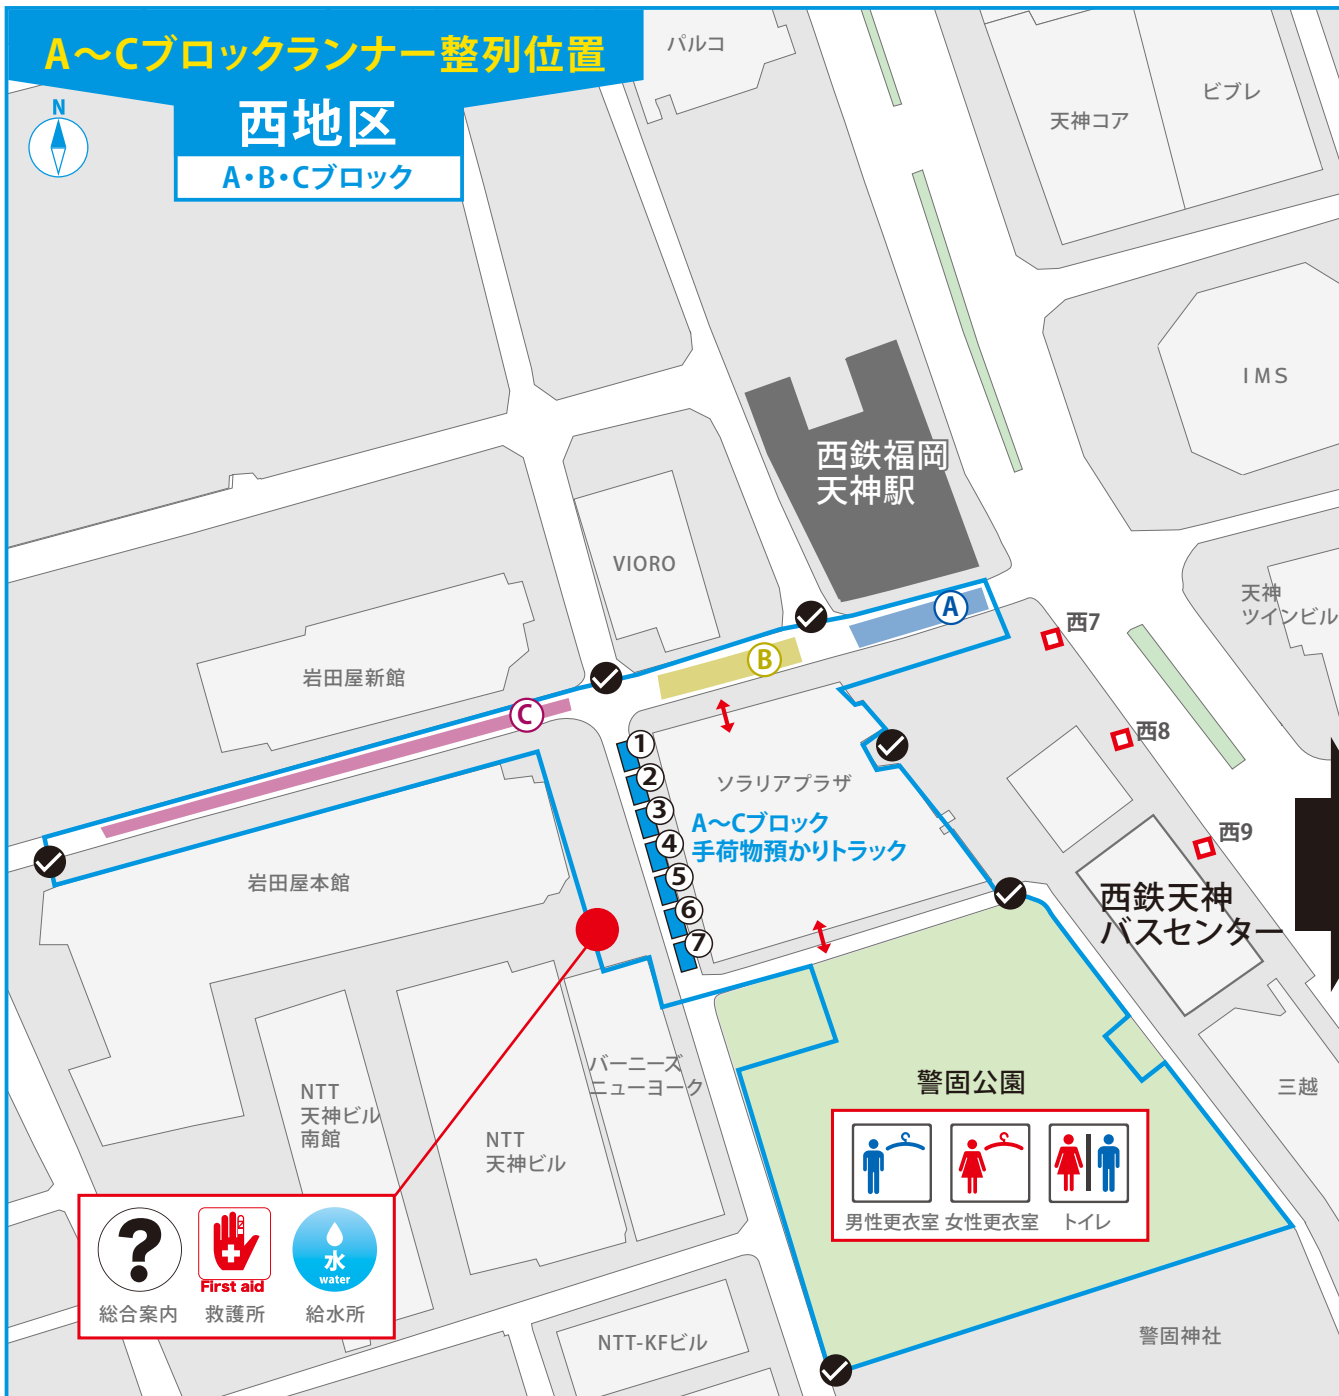 A〜Cブロックランナー整列位置
西地区
A・B・Cブロック
N
パルコ
天神コア
ビブレ
IMS
西鉄福岡
天神駅
VIORO
天神
ツインビル
A
西7
B
岩田屋新館
C
西8
1
2
3
4
5
6
7
ソラリアプラザ
A〜Cブロック
手荷物預かりトラック
西9
岩田屋本館
西鉄天神
バスセンター
バーニーズ
ニューヨーク
警固公園
三越
NTT
天神ビル
南館
NTT
天神ビル
男性更衣室
女性更衣室
トイレ
?
First aid
水
water
総合案内
救護所
給水所
NTT-KFビル
警固神社